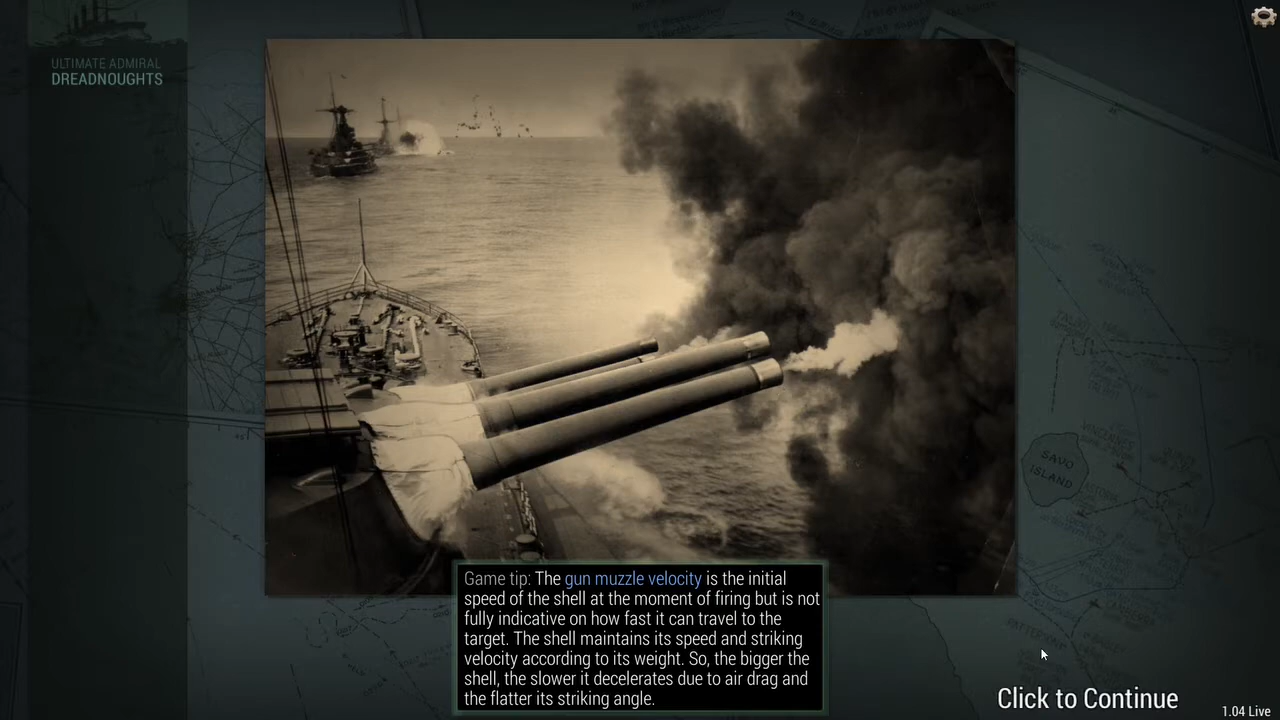 ULTIMATE ADMIRAL
DREADNOUGHTS
SAVO
ISLAND
Game tip: The gun muzzle velocity is the initial
speed of the shell at the moment of firing but is not
fully indicative on how fast it can travel to the
target. The shell maintains its speed and striking
velocity according to its weight. So, the bigger the
shell, the slower it decelerates due to air drag and
the flatter its striking angle.
Click to Continue
1.04 Live